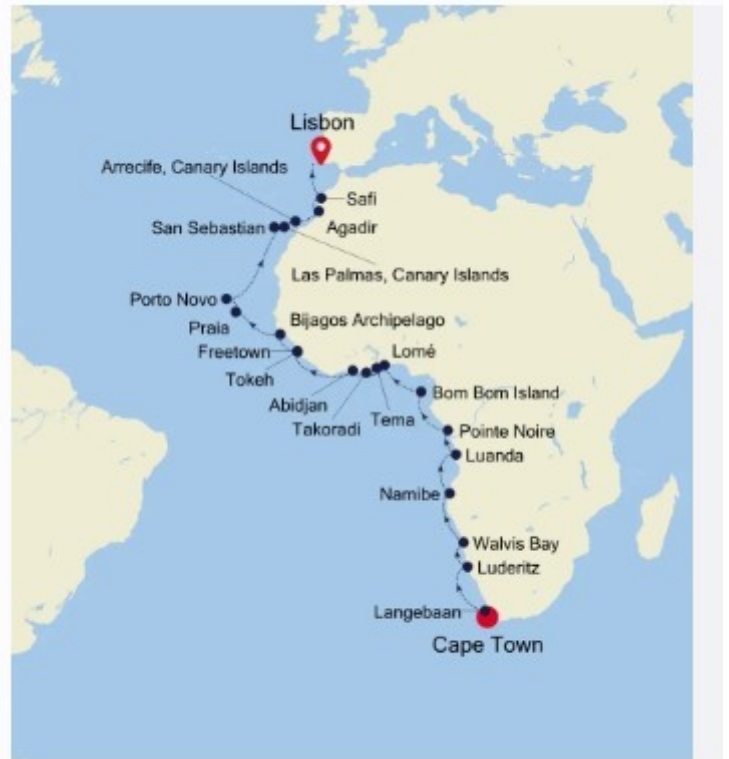 Lisbon
Arrecife, Canary Islands
Safi
San Sebastian
Agadir
Las Palmas, Canary Islands
Porto Novo
Praia
Bijagos Archipelago
Freetown
Lomé
Tokeh
Bom Bom Island
Abidjan
Tema
Takoradi
Pointe Noire
Luanda
Namibe
Walvis Bay
Luderitz
Langebaan
Cape Town